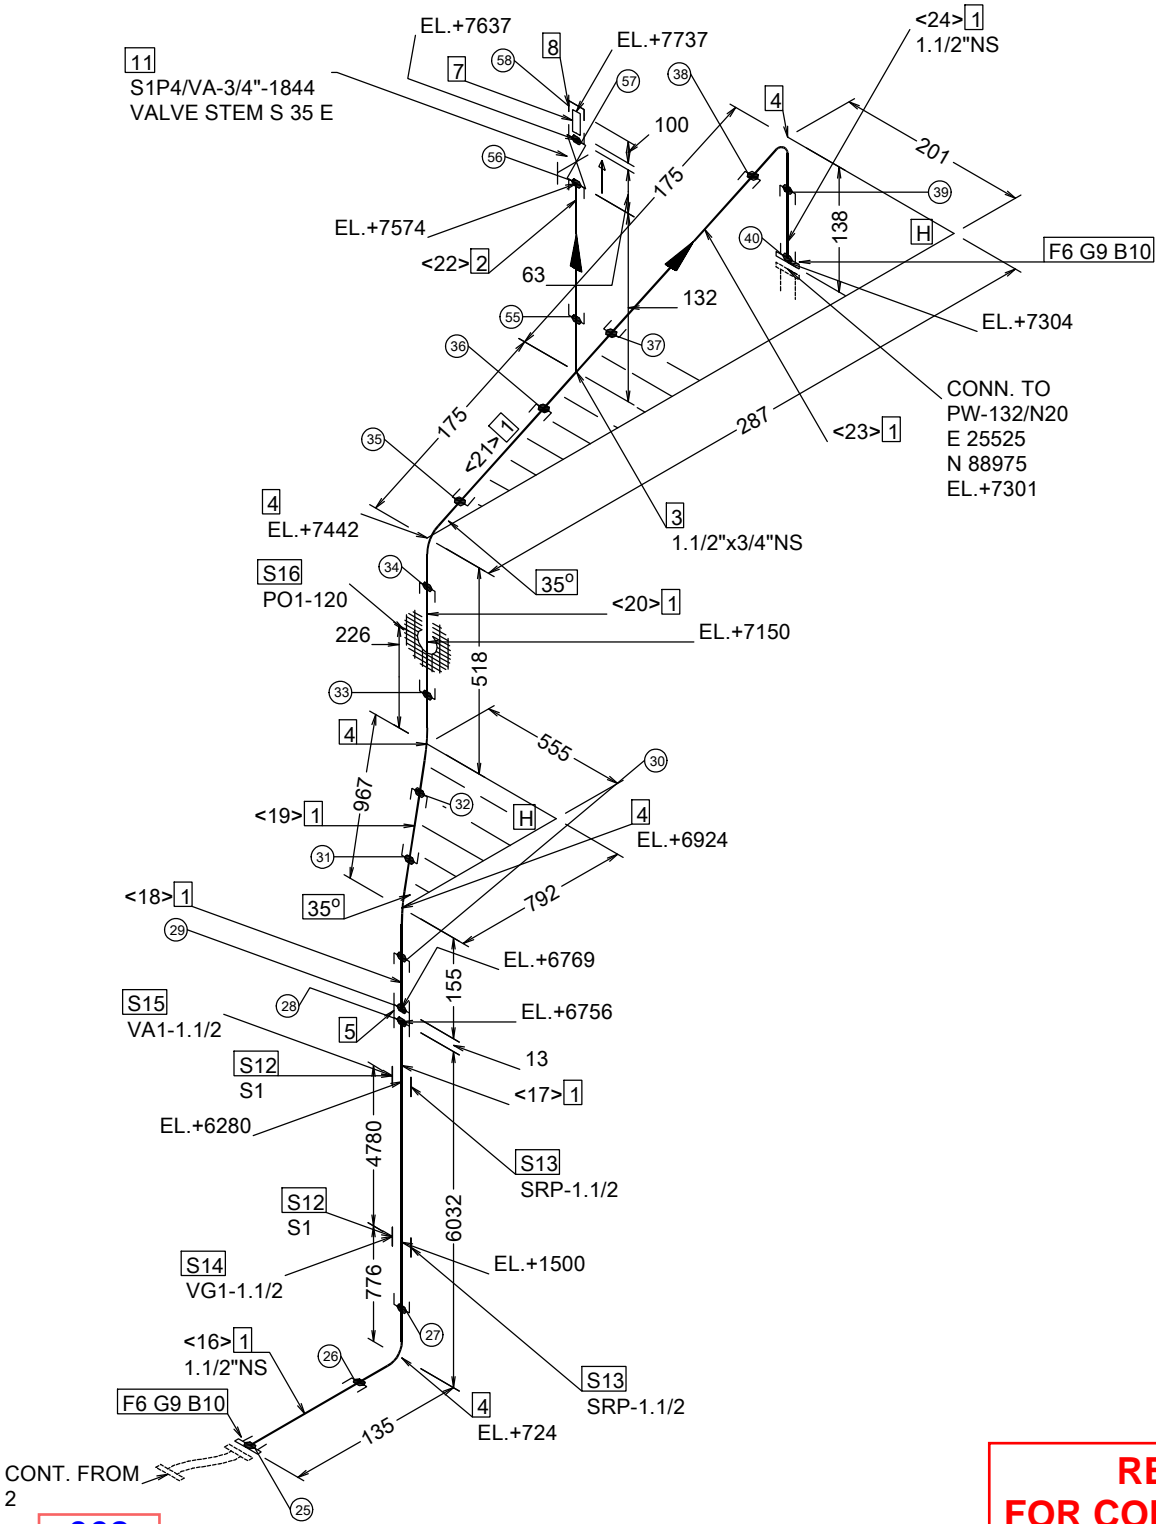 EL.+7637
<24> 1
1.1/2"NS
11
S1P4/VA-3/4"-1844
VALVE STEM S 35 E
8
EL.+7737
58
7
57
38
4
100
201
56
175
39
EL.+7574
138
H
40
F6 G9 B10
<22> 2
63
132
EL.+7304
55
36
37
CONN. TO
PW-132/N20
E 25525
N 88975
EL.+7301
175
287
<23> 1
<21> 1
35
4
EL.+7442
3
1.1/2"x3/4"NS
34
S16
PO1-120
35°
<20> 1
226
EL.+7150
518
33
4
555
30
967
32
<19> 1
H
4
EL.+6924
31
<18> 1
35°
792
29
EL.+6769
155
S15
VA1-1.1/2
28
5
EL.+6756
13
S12
S1
<17> 1
EL.+6280
4780
S13
SRP-1.1/2
S12
S1
6032
S14
VG1-1.1/2
EL.+1500
776
27
<16> 1
1.1/2"NS
26
S13
SRP-1.1/2
F6 G9 B10
4
EL.+724
135
CONT. FROM
2
25
RE
FOR CO